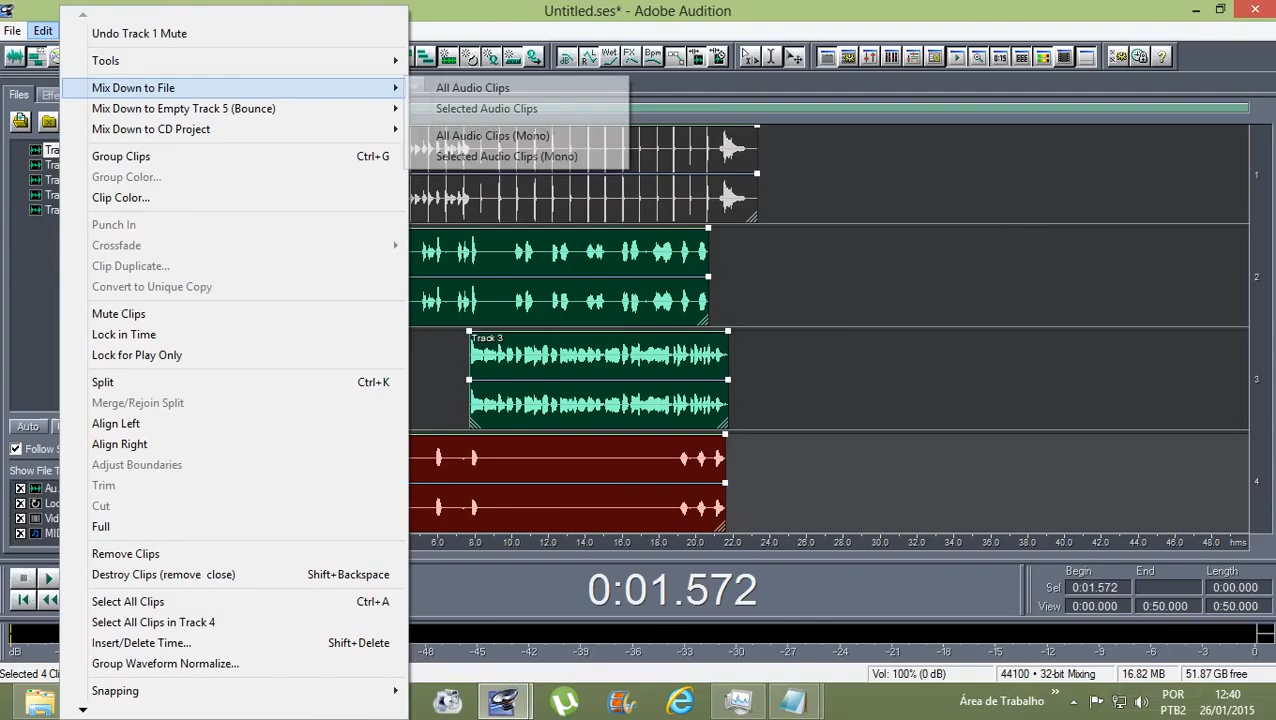 Untitled.ses* - Adobe Audition
File
Edit
Undo Track 1 Mute
Tools
Mix Down to File
Mix Down to Empty Track 5 (Bounce)
Mix Down to CD Project
Group Clips Ctrl+G
Group Color...
Clip Color...
Punch In
Crossfade
Clip Duplicate...
Convert to Unique Copy
Mute Clips
Lock in Time
Lock for Play Only
Split Ctrl+K
Merge/Rejoin Split
Align Left
Align Right
Adjust Boundaries
Trim
Cut
Full
Remove Clips
Destroy Clips (remove close) Shift+Backspace
Select All Clips Ctrl+A
Select All Clips in Track 4
Insert/Delete Time... Shift+Delete
Group Waveform Normalize...
Snapping
All Audio Clips
Selected Audio Clips
All Audio Clips (Mono)
Selected Audio Clips (Mono)
Wet
FX
Bpm
Files
Effe
Tra
Tra
Tra
Tra
Tra
Auto
Follow S
Show File T
Au
Loo
Vid
MID
1
2
Track 3
3
4
6.0 8.0 10.0 12.0 14.0 16.0 18.0 20.0 22.0 24.0 26.0 28.0 30.0 32.0 34.0 36.0 38.0 40.0 42.0 44.0 46.0 48.0 hms
0:01.572
Begin End Length
Sel 0:01.572 0:00.000
View 0:00.000 0:50.000 0:50.000
dB -48 -45 -42 -39 -36 -33 -30 -27 -24 -21 -18 -15 -12 -9 -6 -3 0
Selected 4 Cl
Vol: 100% (0 dB)
44100 • 32-bit Mixing
16.82 MB
51.87 GB free
Área de Trabalho
POR
PTB2
12:40
26/01/2015